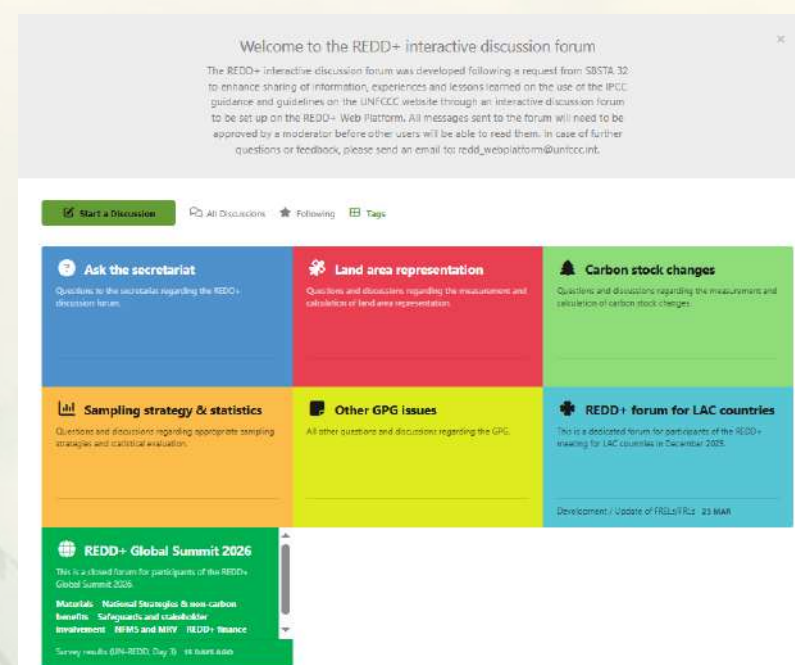 Welcome to the REDD+ interactive discussion forum
The REDD+ interactive discussion forum was developed following a request from SBSTA 32
to enhance sharing of information, experiences and lessons learned on the use of the IPCC
guidance and guidelines on the UNFCCC website through an interactive discussion forum
to be set up on the REDD+ Web Platform. All messages sent to the forum will need to be
approved by a moderator before other users will be able to read them. In case of further
questions or feedback, please send an email to: redd_webplatform@unfccc.int.
Start a Discussion All Discussions Following Tags
Ask the secretariat
Questions to the secretariat regarding the REDD+
discussion forum.
Land area representation
Questions and discussions regarding the measurement and
calculation of land area representation.
Carbon stock changes
Questions and discussions regarding the measurement and
calculation of carbon stock changes.
Sampling strategy & statistics
Questions and discussions regarding appropriate sampling
strategies and statistical evaluation.
Other GPG issues
All other questions and discussions regarding the GPG.
REDD+ forum for LAC countries
This is a dedicated forum for participants of the REDD+
meeting for LAC countries in December 2025.
Development / Update of FRELs/FRLs 23 MAR
REDD+ Global Summit 2026
This is a closed forum for participants of the REDD+
Global Summit 2026.
Materials National Strategies & non-carbon
benefits Safeguards and stakeholder
involvement NFMS and MRV REDD+ finance
Survey results (UN-REDD, Day 3) DAYS AGO